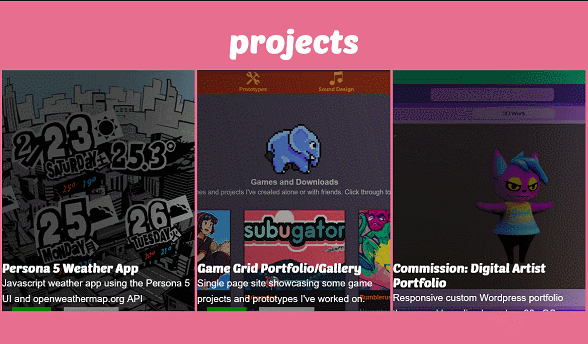 projects
2/23
SATURDAY
25.3°
23° 19°
25
MONDAY
26
TUESDAY
Persona 5 Weather App
Javascript weather app using the Persona 5
UI and openweathermap.org API
Prototypes
Sound Design
Games and Downloads
es and projects I've created alone or with friends. Click through to
subugator
Game Grid Portfolio/Gallery
Single page site showcasing some game
projects and prototypes I've worked on
3D Work
Commission: Digital Artist
Portfolio
Responsive custom Wordpress portfolio